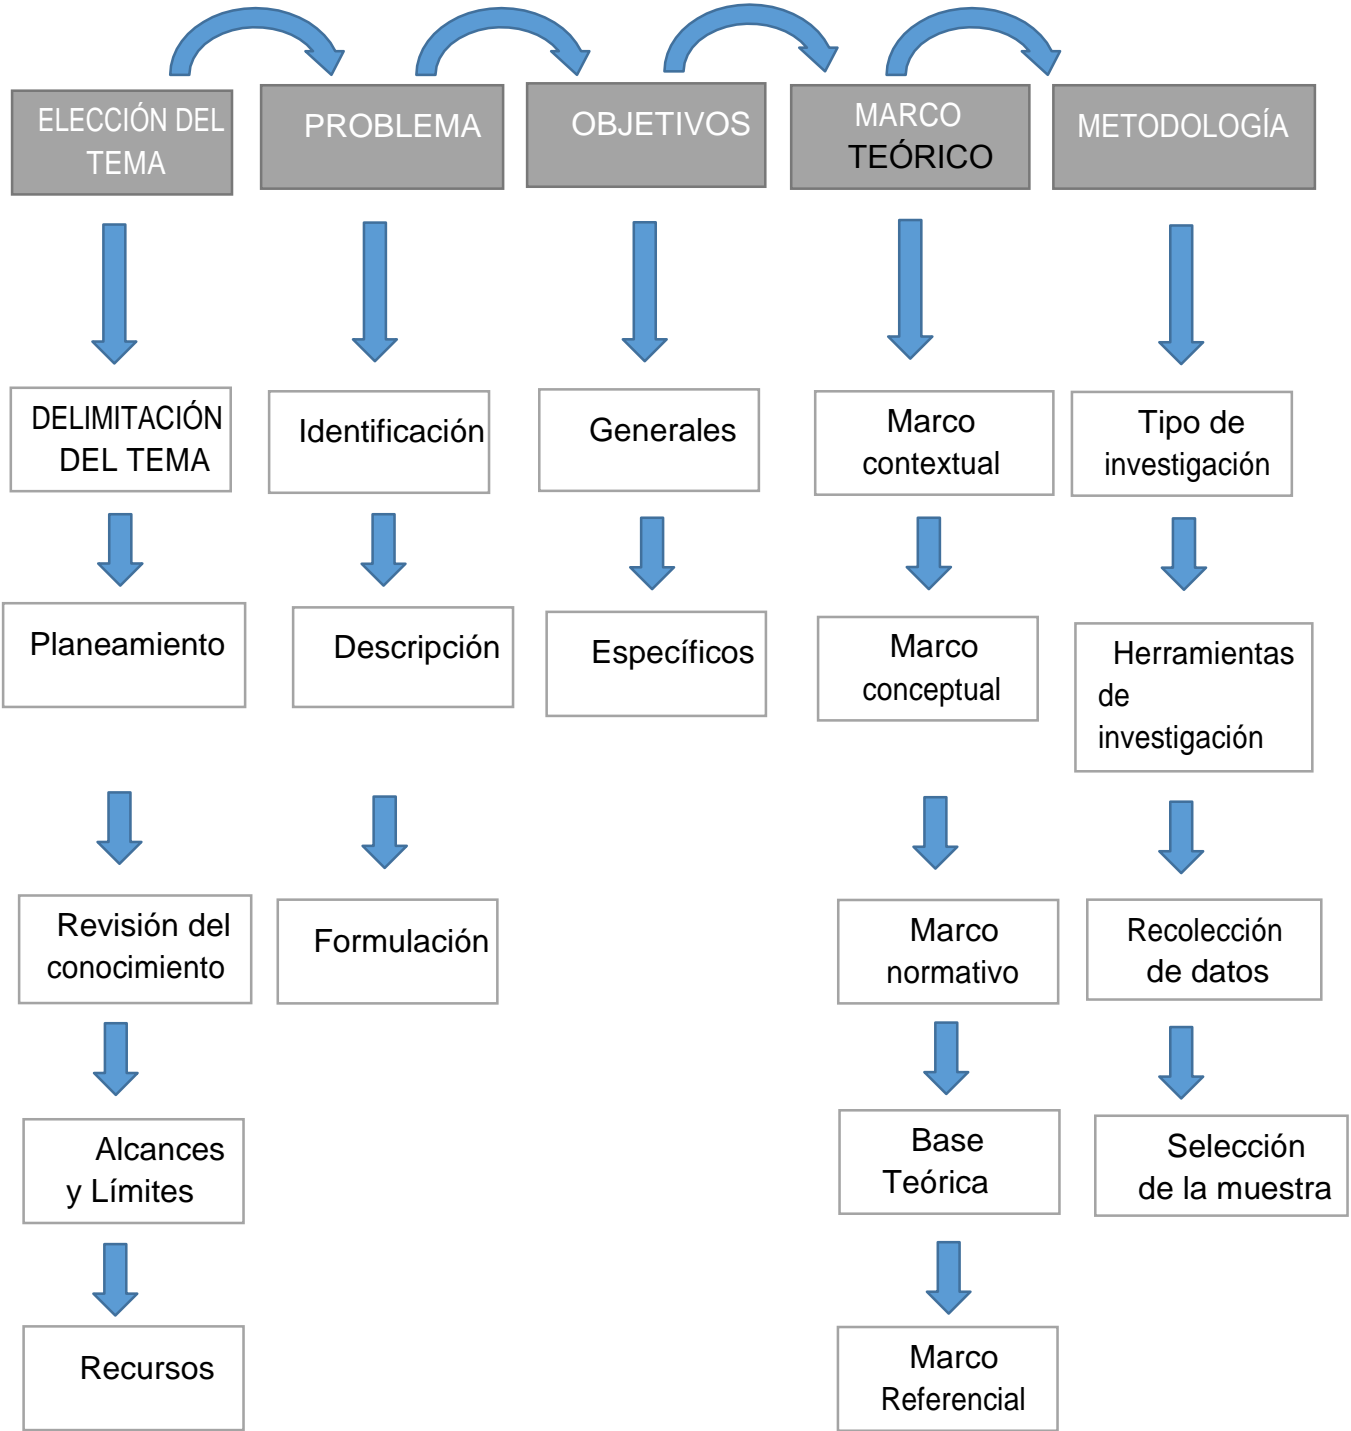 ELECCIÓN DEL
TEMA
PROBLEMA
OBJETIVOS
MARCO
TEÓRICO
METODOLOGÍA
DELIMITACIÓN
DEL TEMA
Identificación
Generales
Marco
contextual
Tipo de
investigación
Planeamiento
Descripción
Específicos
Marco
conceptual
Herramientas
de
investigación
Revisión del
conocimiento
Formulación
Marco
normativo
Recolección
de datos
Alcances
y Límites
Base
Teórica
Selección
de la muestra
Recursos
Marco
Referencial